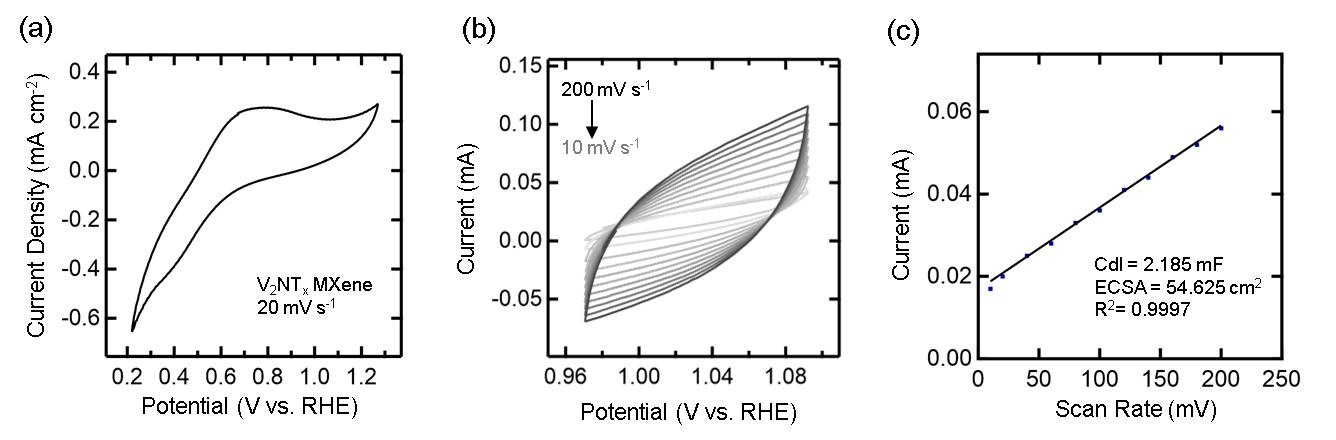 (a)
0.4
0.2
0.0
-0.2
-0.4
-0.6
Current Density (mA cm⁻²)
V₂NTₓ MXene
20 mV s⁻¹
0.2 0.4 0.6 0.8 1.0 1.2
Potential (V vs. RHE)
(b)
0.15
0.10
0.05
0.00
-0.05
Current (mA)
200 mV s⁻¹
10 mV s⁻¹
0.96 1.00 1.04 1.08
Potential (V vs. RHE)
(c)
0.06
0.04
0.02
0.00
Current (mA)
Cdl = 2.185 mF
ECSA = 54.625 cm²
R²= 0.9997
0 50 100 150 200 250
Scan Rate (mV)